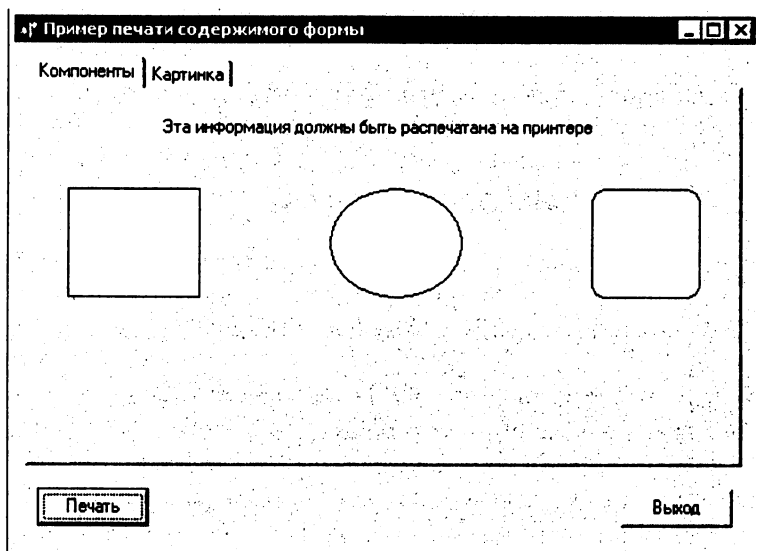 Пример печати содержимого формы
Компоненты Картинка
Эта информация должны быть распечатана на принтере
Печать Выход